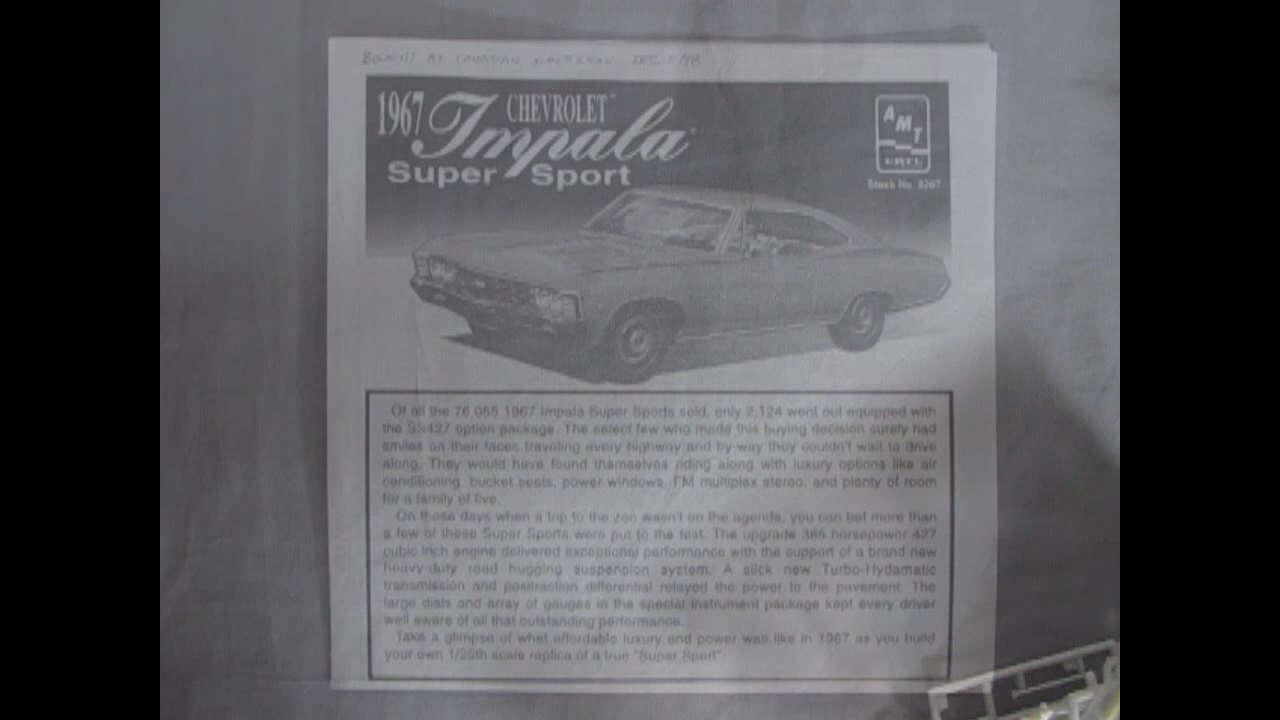 BOUGHT AT CANADIAN DEC
1967 CHEVROLET™
Impala
Super Sport
AMT
ERTL
Stock No. 8207
Of all the 76,055 1967 Impala Super Sports sold, only 2,124 went out equipped with
the SS427 option package. The select few who made this buying decision surely had
smiles on their faces traveling every highway and by-way they couldn't wait to drive
along. They would have found themselves riding along with luxury options like air
conditioning, bucket seats, power windows, FM multiplex stereo, and plenty of room
for a family of five.
On those days when a trip to the zoo wasn't on the agenda, you can bet more than
a few of these Super Sports were put to the test. The upgrade 385 horsepower 427
cubic inch engine delivered exceptional performance with the support of a brand new
heavy-duty road hugging suspension system. A slick new Turbo-Hydamatic
transmission and positraction differential relayed the power to the pavement. The
large dials and array of gauges in the special instrument package kept every driver
well aware of all that outstanding performance.
Take a glimpse of what affordable luxury and power was like in 1967 as you build
your own 1/25th scale replica of a true "Super Sport"